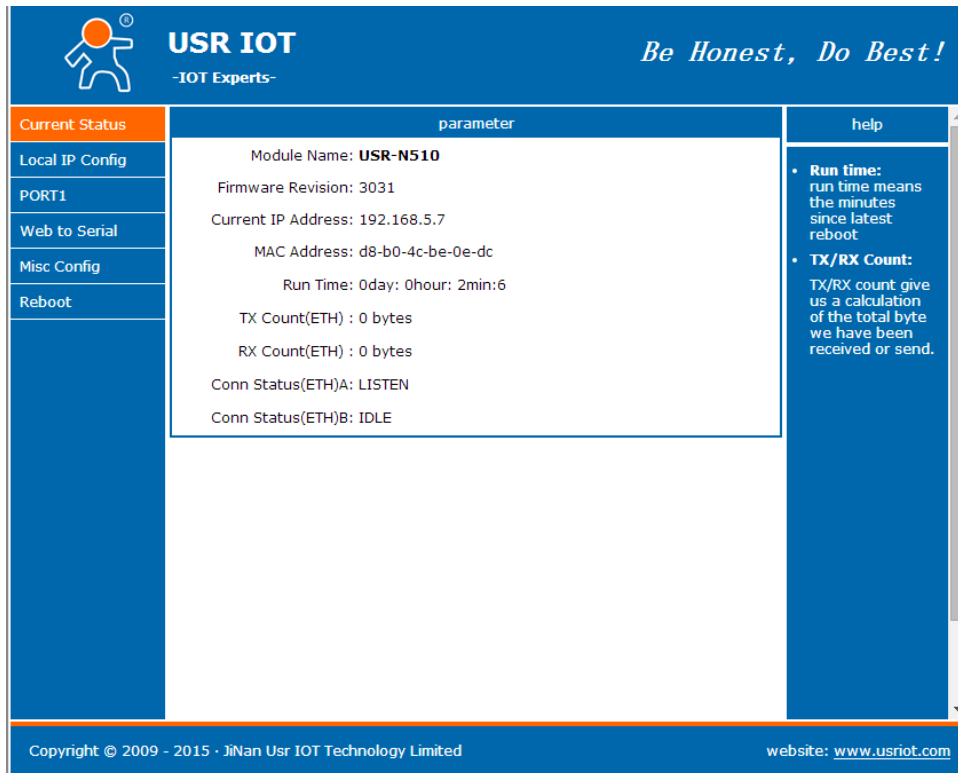 ®
USR IOT
-IOT Experts-
Be Honest, Do Best!
Current Status
Local IP Config
PORT1
Web to Serial
Misc Config
Reboot
parameter
Module Name: USR-N510
Firmware Revision: 3031
Current IP Address: 192.168.5.7
MAC Address: d8-b0-4c-be-0e-dc
Run Time: 0day: 0hour: 2min:6
TX Count(ETH) : 0 bytes
RX Count(ETH) : 0 bytes
Conn Status(ETH)A: LISTEN
Conn Status(ETH)B: IDLE
help
• Run time:
run time means
the minutes
since latest
reboot
• TX/RX Count:
TX/RX count give
us a calculation
of the total byte
we have been
received or send.
Copyright © 2009 - 2015 · JiNan Usr IOT Technology Limited
website: www.usriot.com